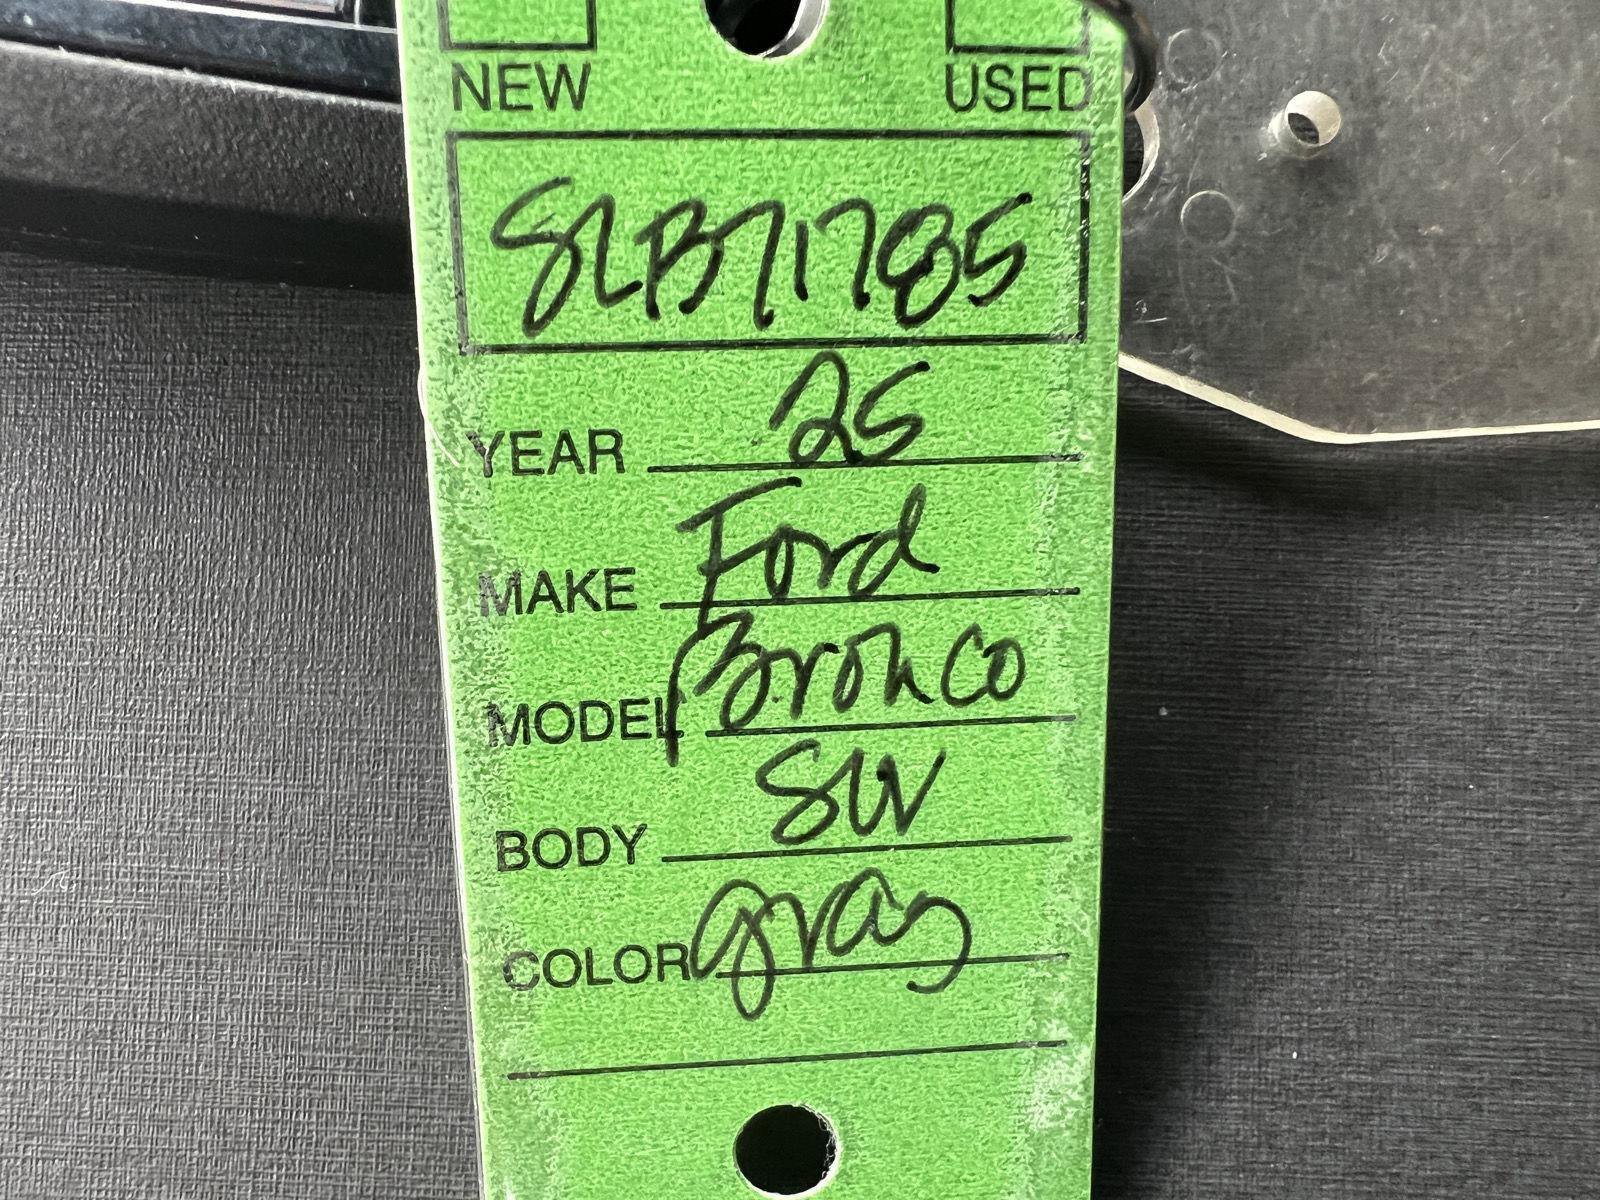 NEW USED
SLB71785
YEAR 25
MAKE Ford
MODEL Bronco
BODY SUV
COLOR gray